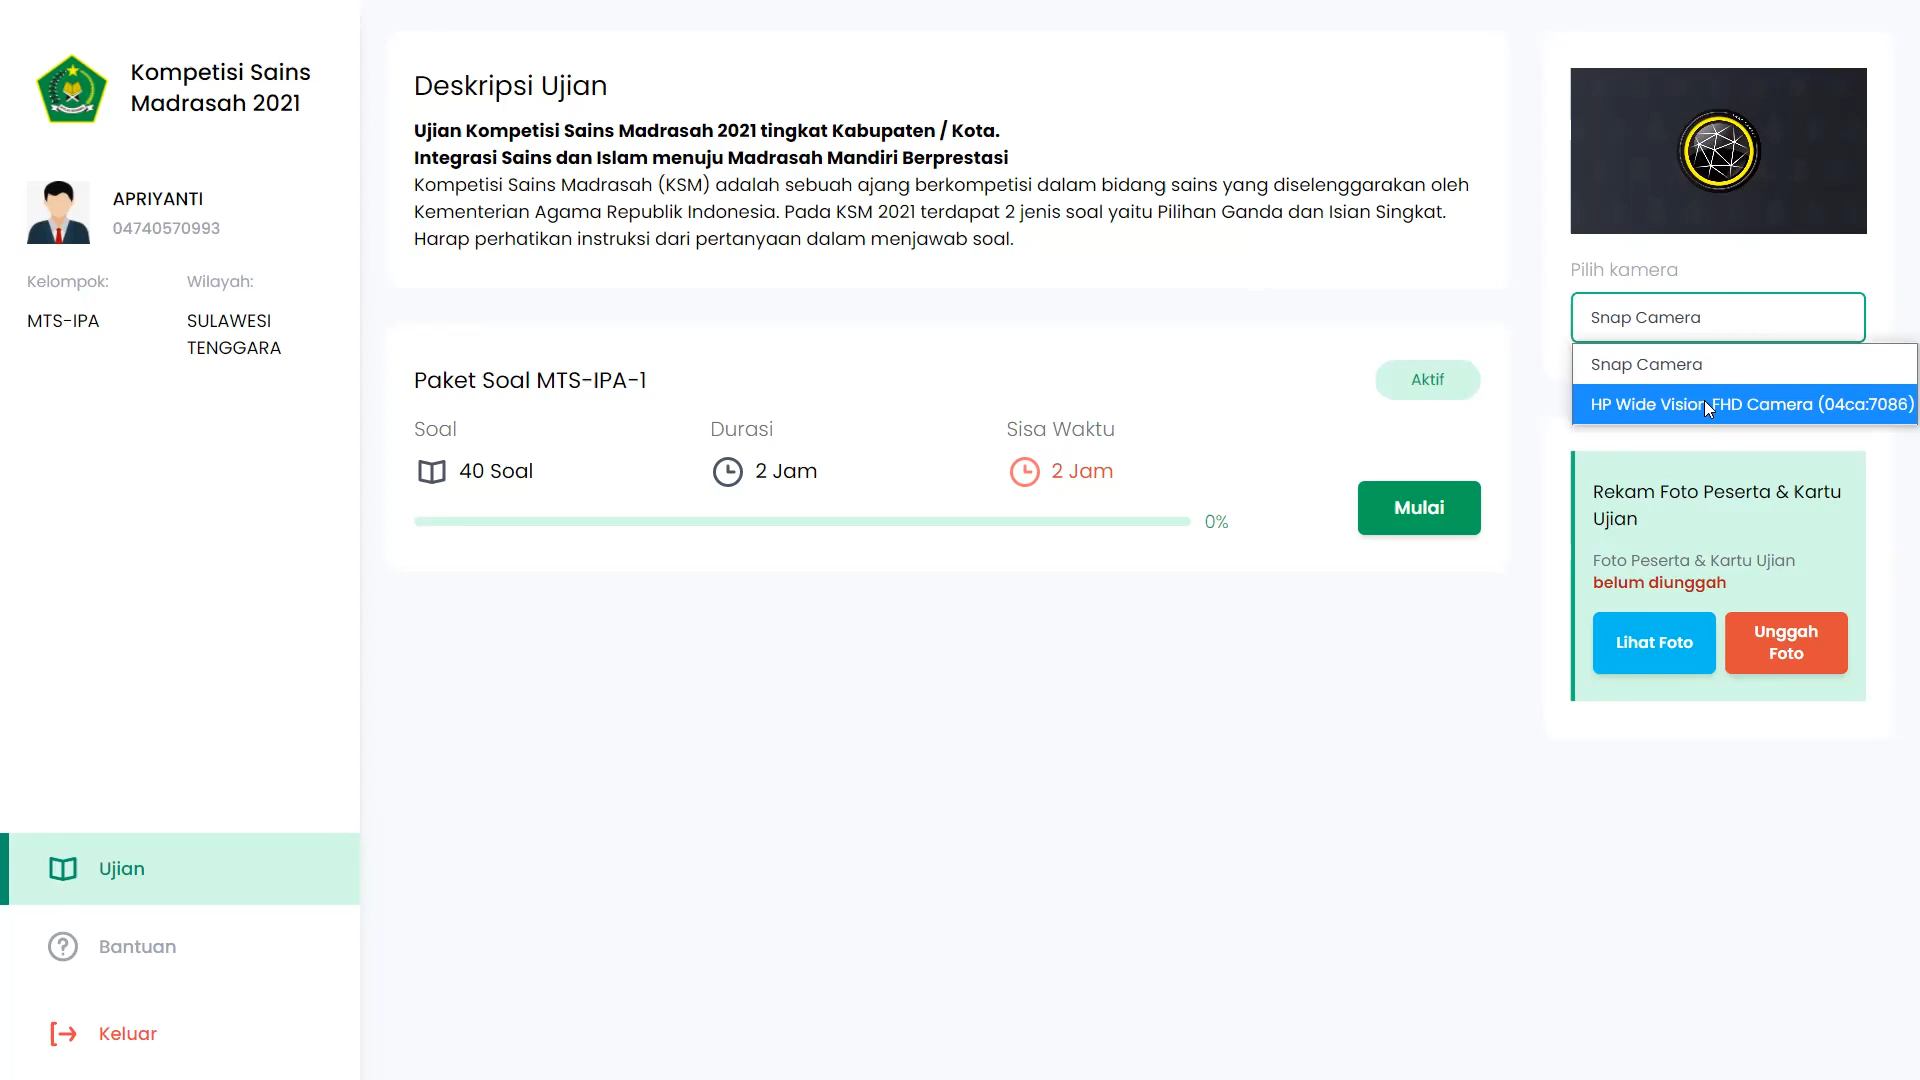 Kompetisi Sains
Madrasah 2021
APRIYANTI
04740570993
Kelompok:
Wilayah:
MTS-IPA
SULAWESI
TENGGARA
Ujian
Bantuan
Keluar
Deskripsi Ujian
Ujian Kompetisi Sains Madrasah 2021 tingkat Kabupaten / Kota.
Integrasi Sains dan Islam menuju Madrasah Mandiri Berprestasi
Kompetisi Sains Madrasah (KSM) adalah sebuah ajang berkompetisi dalam bidang sains yang diselenggarakan oleh
Kementerian Agama Republik Indonesia. Pada KSM 2021 terdapat 2 jenis soal yaitu Pilihan Ganda dan Isian Singkat.
Harap perhatikan instruksi dari pertanyaan dalam menjawab soal.
Paket Soal MTS-IPA-1
Aktif
Soal
Durasi
Sisa Waktu
40 Soal
2 Jam
2 Jam
0%
Mulai
Pilih kamera
Snap Camera
Snap Camera
HP Wide Vision FHD Camera (04ca:7086)
Rekam Foto Peserta & Kartu
Ujian
Foto Peserta & Kartu Ujian
belum diunggah
Lihat Foto
Unggah
Foto